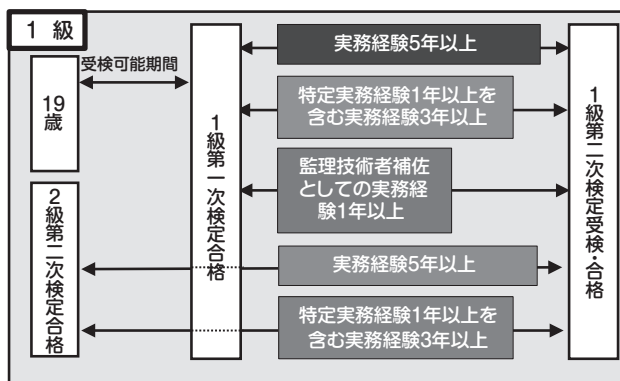 1 級
受検可能期間
19
歳
2級第二次検定合格
1級第一次検定合格
実務経験5年以上
特定実務経験1年以上を
含む実務経験3年以上
監理技術者補佐
としての実務経
験1年以上
実務経験5年以上
特定実務経験1年以上を
含む実務経験3年以上
1級第二次検定受検・合格